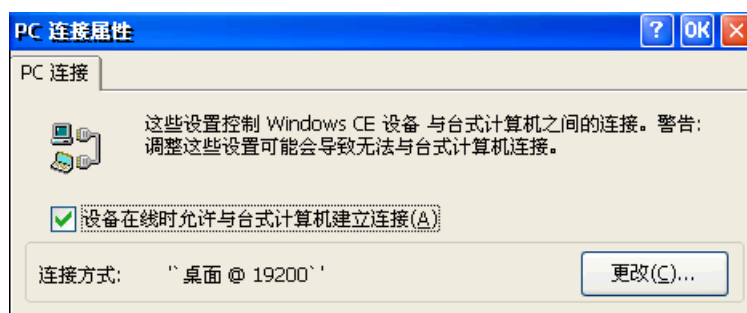 PC 连接属性
? OK
PC 连接
这些设置控制 Windows CE 设备 与台式计算机之间的连接。警告:
调整这些设置可能会导致无法与台式计算机连接。
设备在线时允许与台式计算机建立连接(A)
连接方式: ''`桌面 @ 19200`'
更改(C)...